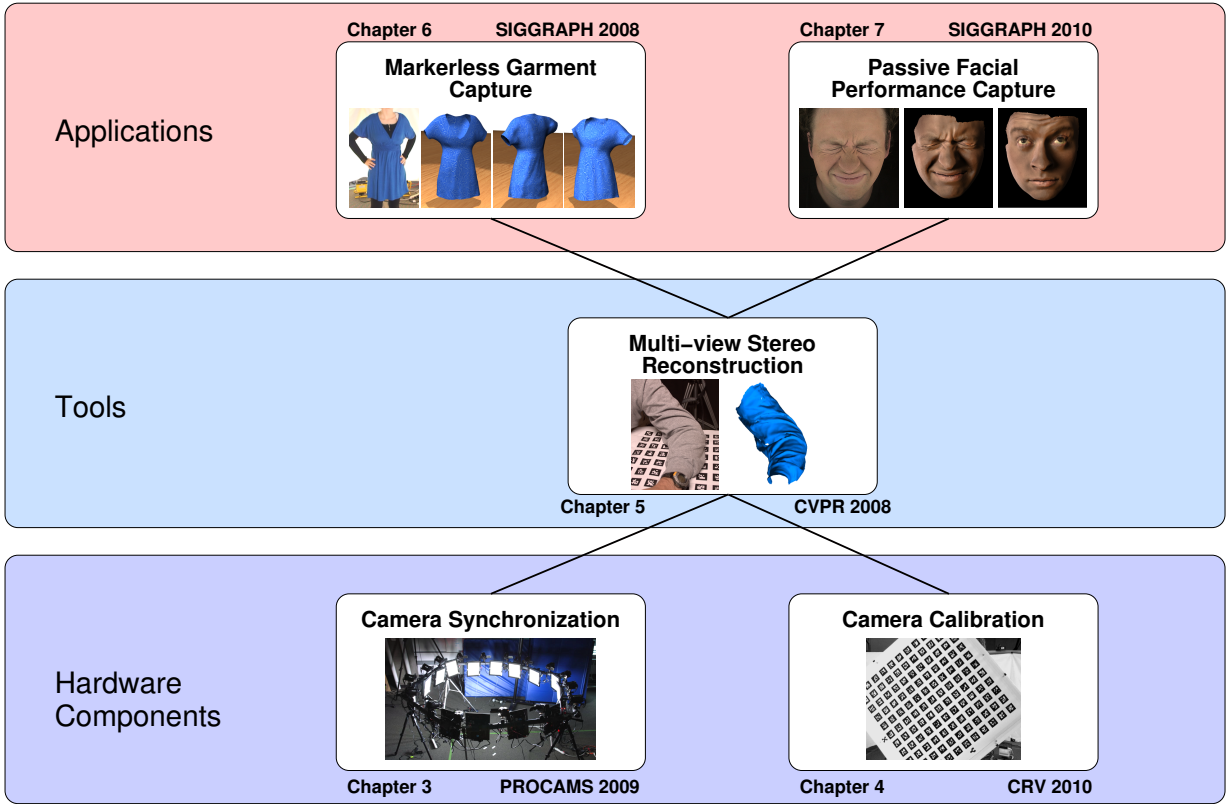 Chapter 6 SIGGRAPH 2008
Chapter 7 SIGGRAPH 2010
Markerless Garment
Capture
Passive Facial
Performance Capture
Applications
Multi−view Stereo
Reconstruction
Tools
Chapter 5 CVPR 2008
Camera Synchronization
Camera Calibration
Hardware
Components
Chapter 3 PROCAMS 2009
Chapter 4 CRV 2010